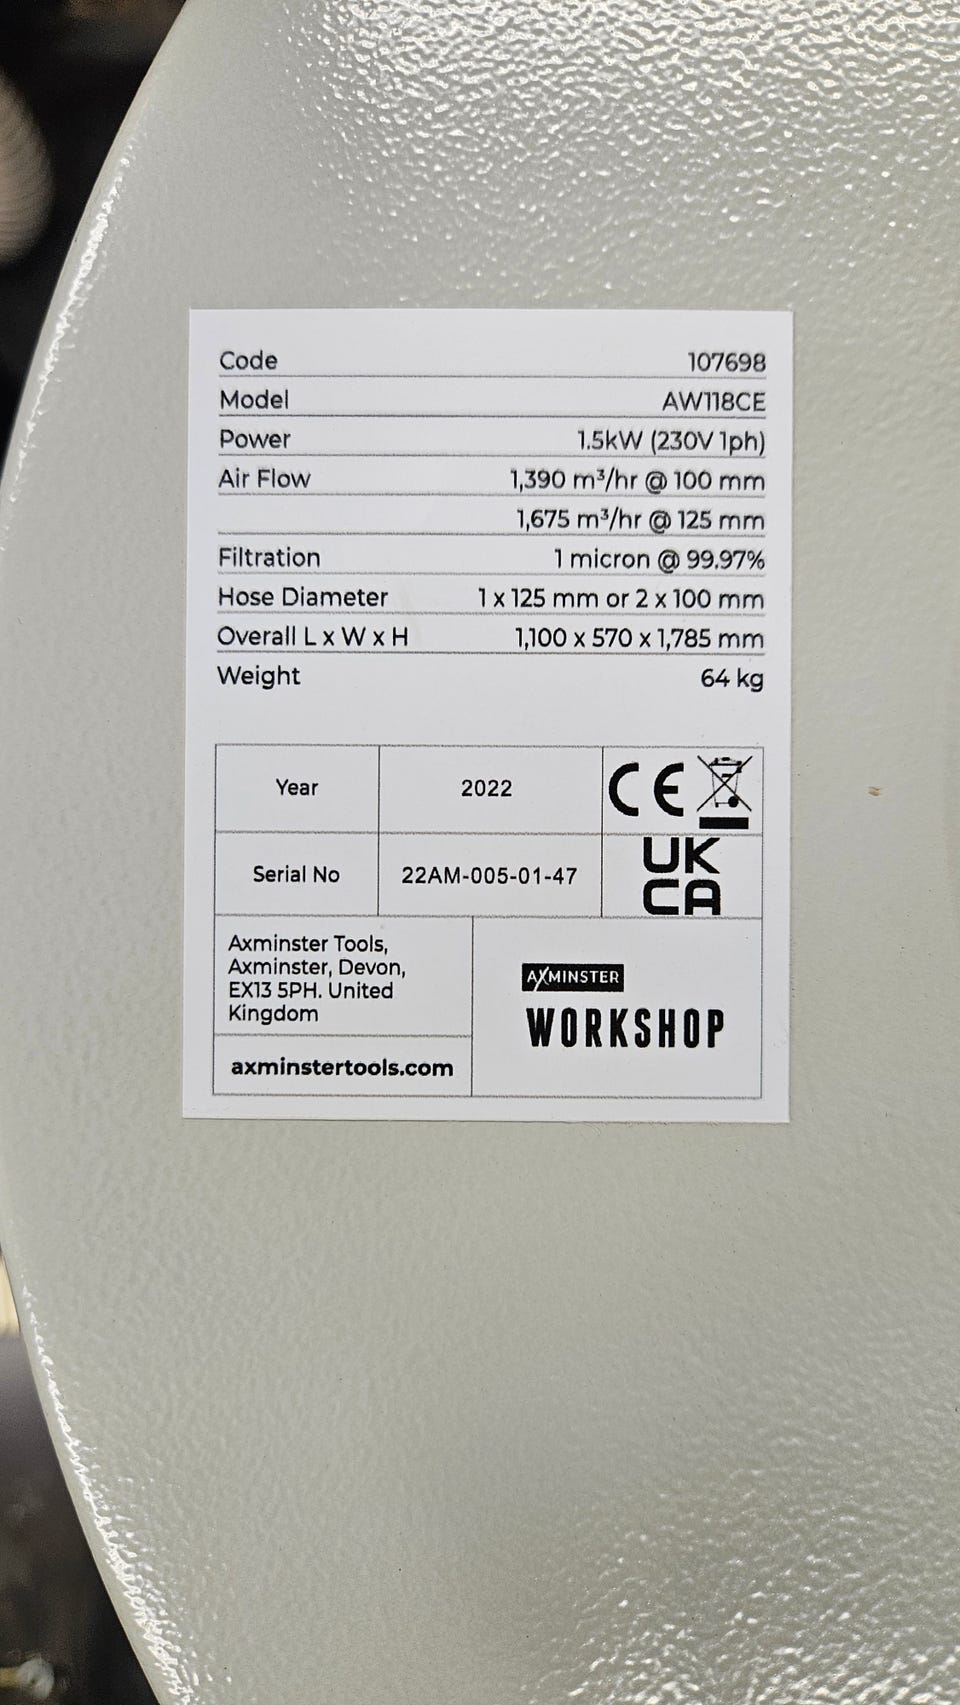 Code 107698
Model AW118CE
Power 1.5kW (230V 1ph)
Air Flow 1,390 m³/hr @ 100 mm
1,675 m³/hr @ 125 mm
Filtration 1 micron @ 99.97%
Hose Diameter 1 x 125 mm or 2 x 100 mm
Overall L x W x H 1,100 x 570 x 1,785 mm
Weight 64 kg
Year 2022 CE
Serial No 22AM-005-01-47
UK
CA
Axminster Tools,
Axminster, Devon,
EX13 5PH. United
Kingdom
axminstertools.com
AXMINSTER
WORKSHOP